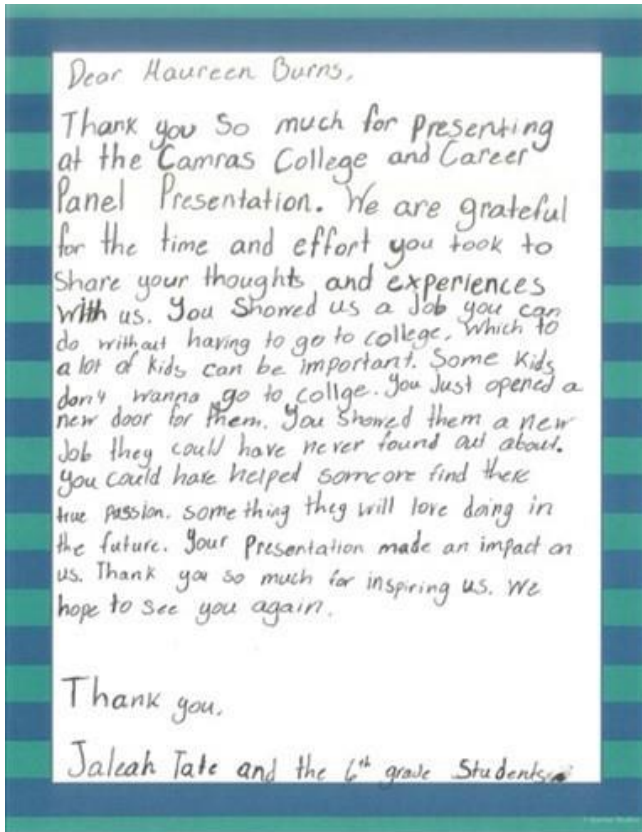 Dear Maureen Burns,
Thank you so much for presenting
at the Camras College and Career
Panel Presentation. We are grateful
for the time and effort you took to
share your thoughts and experiences
with us. You showed us a Job you can
do without having to go to college. Which to
a lot of kids can be important. Some kids
don't wanna go to collge. You Just opened a
new door for them. You showed them a new
Job they could have never found out about.
You could have helped someone find there
true passion. something they will love doing in
the future. Your Presentation made an impact on
us. Thank you so much for inspiring us. We
hope to see you again.
Thank you,
Jaleah Tate and the 6th grade Students